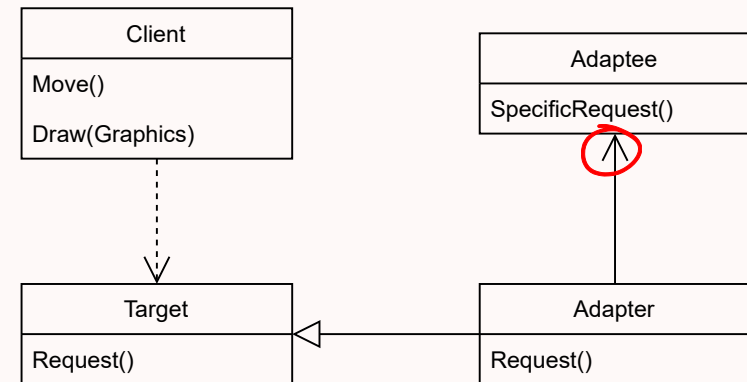 Client
Move()
Draw(Graphics)
Adaptee
SpecificRequest()
Target
Request()
Adapter
Request()